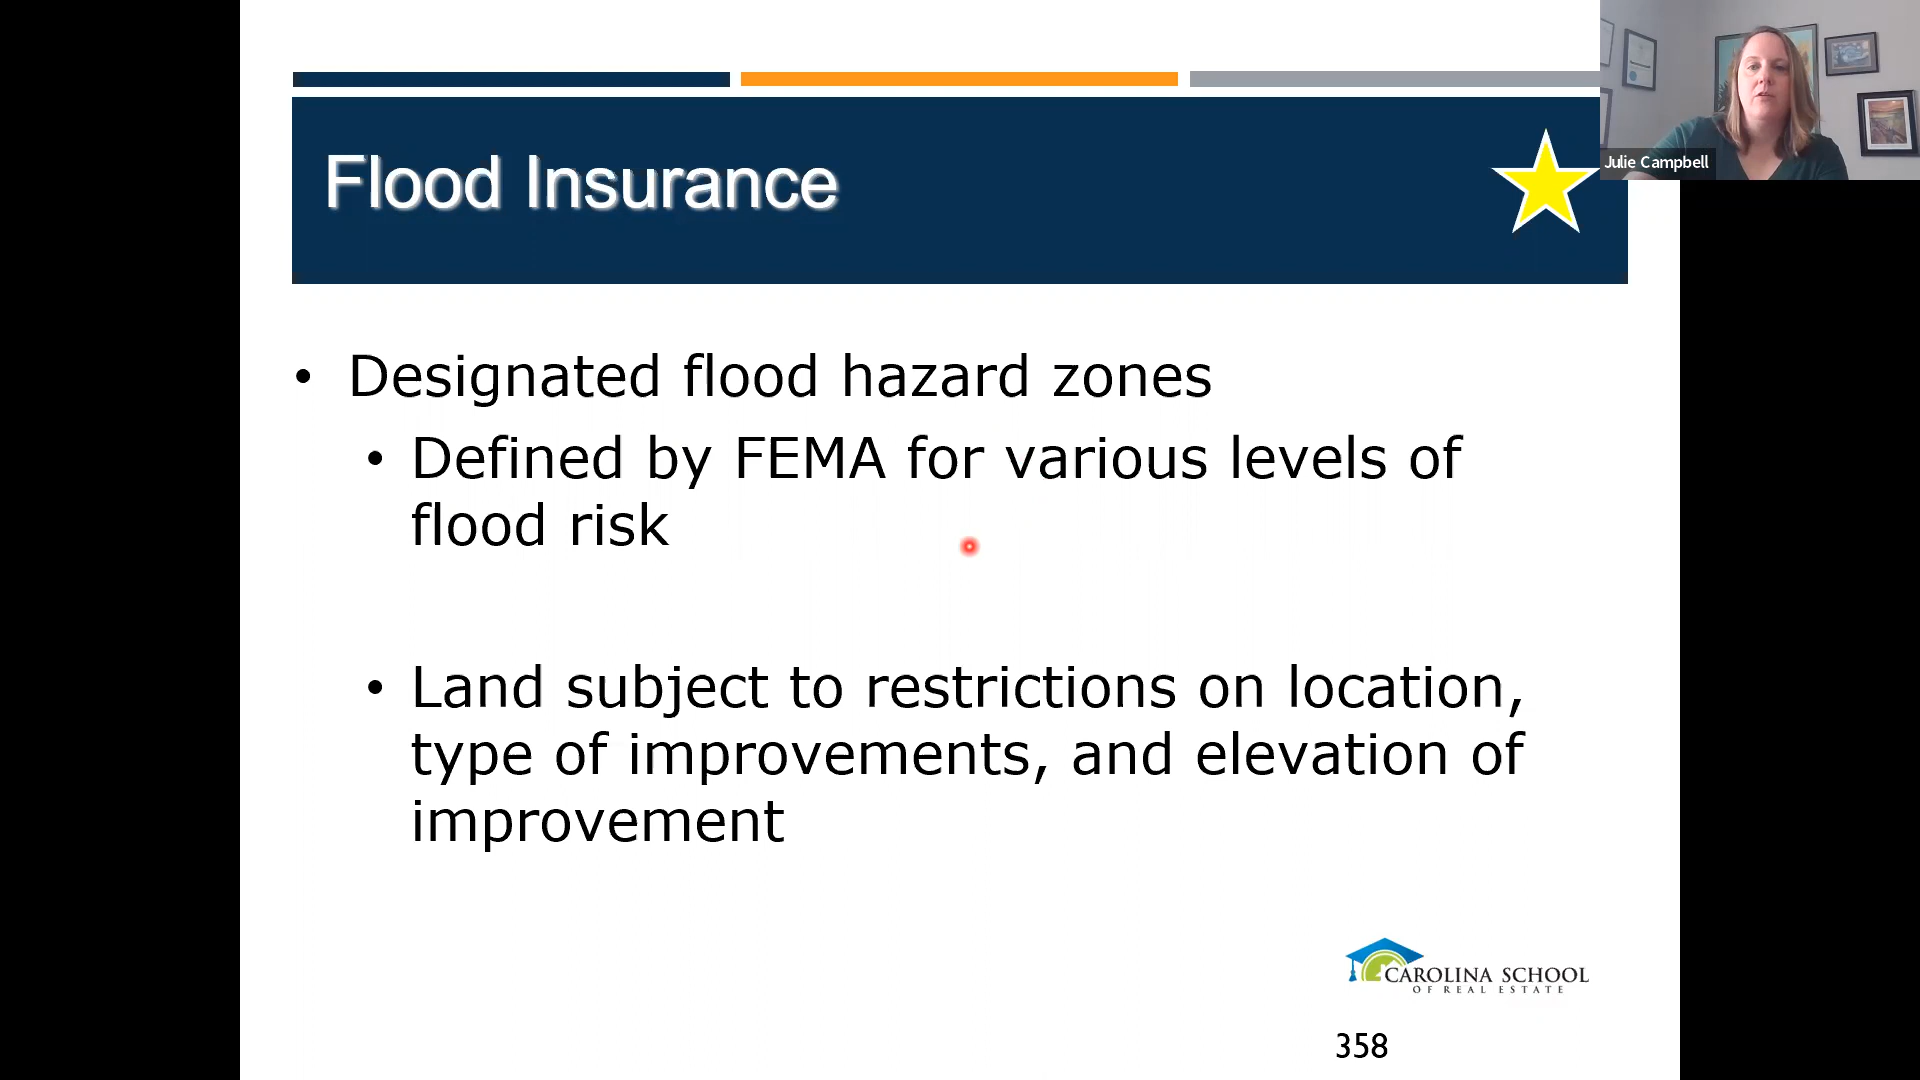 Flood Insurance
Julie Campbell
• Designated flood hazard zones
• Defined by FEMA for various levels of
flood risk
• Land subject to restrictions on location,
type of improvements, and elevation of
improvement
CAROLINA SCHOOL
OF REAL ESTATE
358